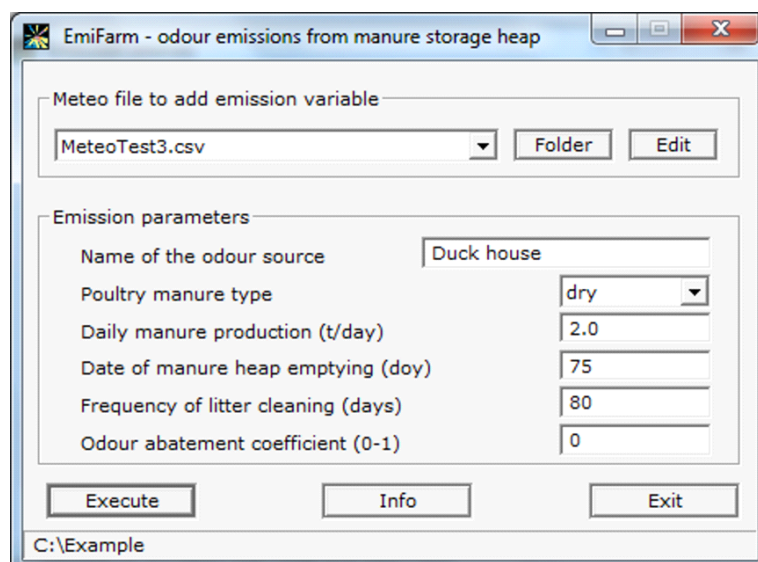 EmiFarm - odour emissions from manure storage heap
Meteo file to add emission variable
MeteoTest3.csv Folder Edit
Emission parameters
Name of the odour source Duck house
Poultry manure type dry
Daily manure production (t/day) 2.0
Date of manure heap emptying (doy) 75
Frequency of litter cleaning (days) 80
Odour abatement coefficient (0-1) 0
Execute Info Exit
C:\Example